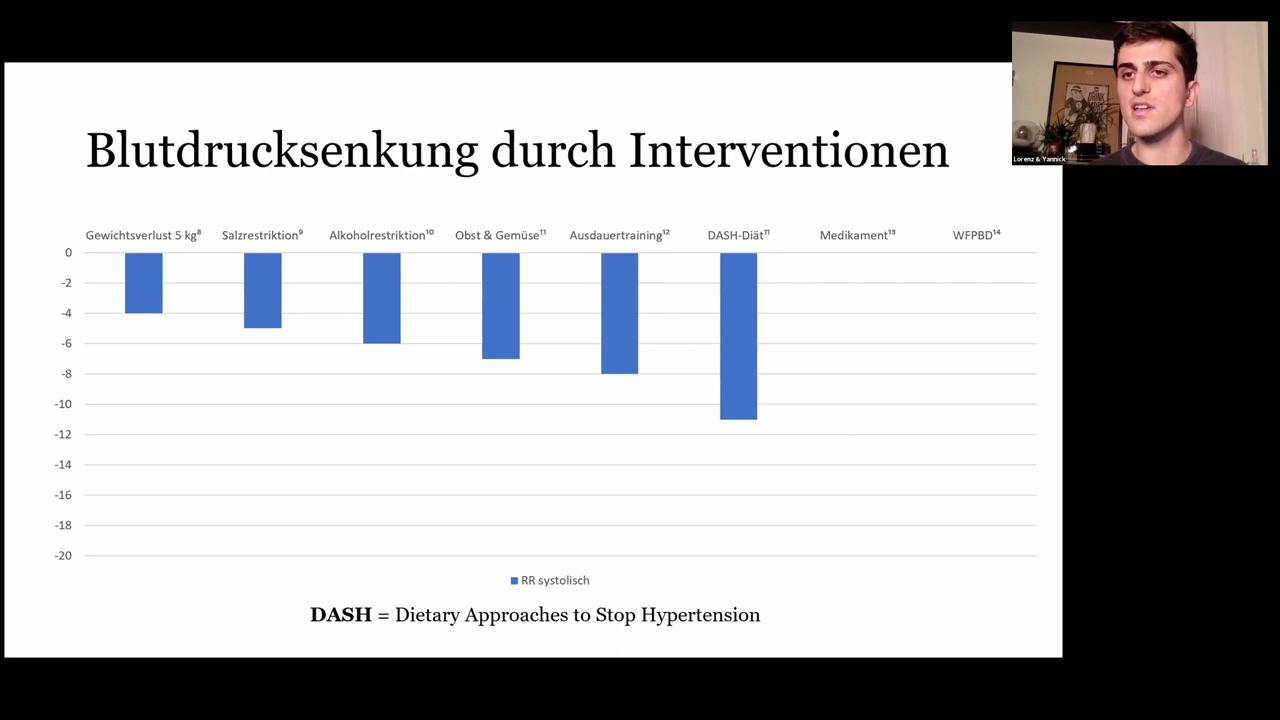 Blutdrucksenkung durch Interventionen
Lorenz & Yannick
Gewichtsverlust 5 kg⁸ Salzrestriktion⁹ Alkoholrestriktion¹⁰ Obst & Gemüse¹¹ Ausdauertraining¹² DASH-Diät¹¹ Medikament¹³ WFPBD¹⁴
0
-2
-4
-6
-8
-10
-12
-14
-16
-18
-20
RR systolisch
DASH = Dietary Approaches to Stop Hypertension